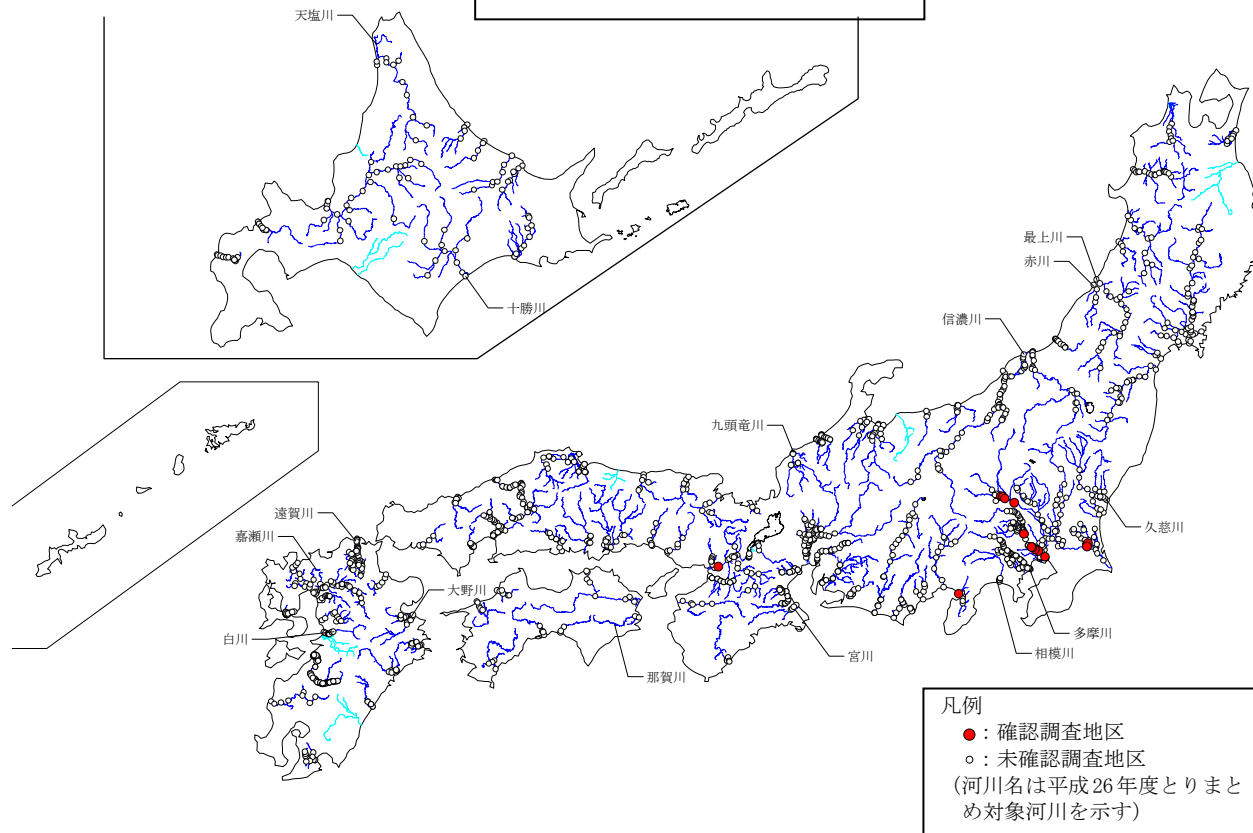 天塩川
最上川
赤川
十勝川
信濃川
九頭竜川
遠賀川
久慈川
嘉瀬川
大野川
多摩川
白川
相模川
宮川
那賀川
凡例
●：確認調査地区
○：未確認調査地区
(河川名は平成26年度とりまと
め対象河川を示す)